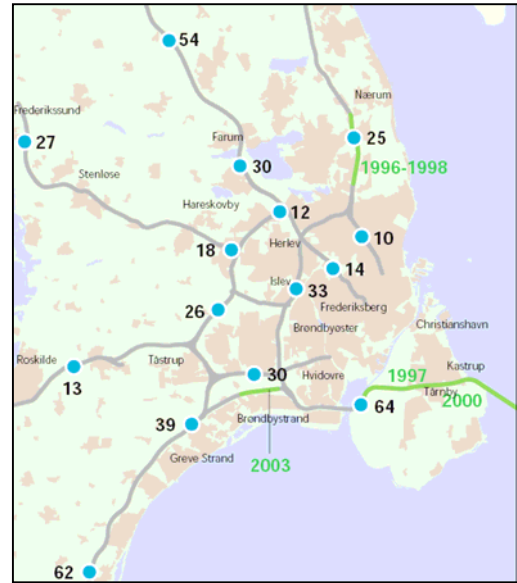 54
Nærum
Frederikssund
27
Farum
25
30
1996-1998
Stenløse
Hareskovby
12
10
18
Herlev
14
Islev
33
26
Frederiksberg
Christianshavn
Brøndbyøster
Roskilde
Tåstrup
Kastrup
13
30
Hvidovre
1997
Tårnby
2000
64
39
Brøndbystrand
Greve Strand
2003
62